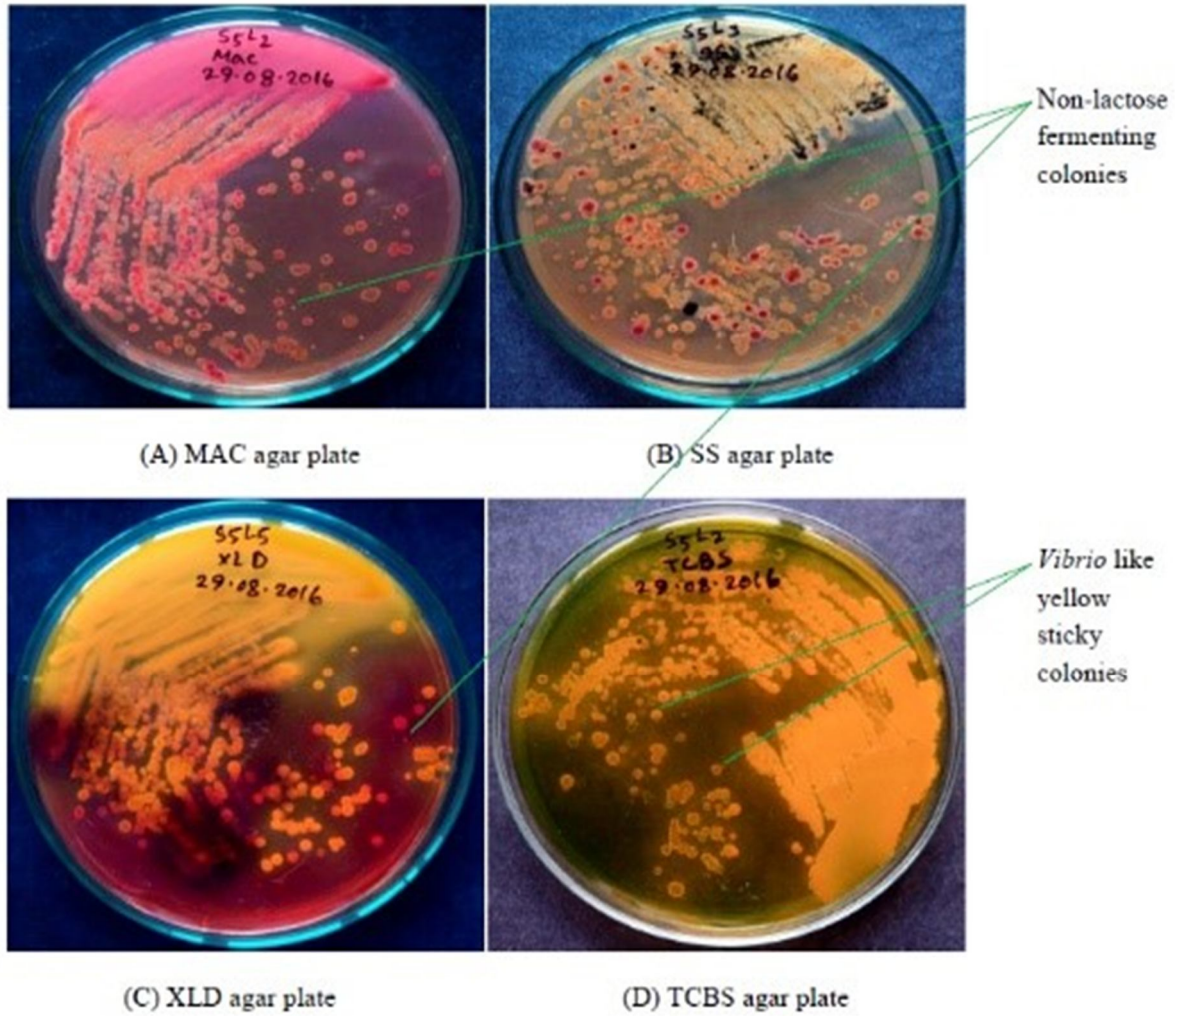 S5L2
Mac
29.08.2016
S5L3
29.08.2016
Non-lactose
fermenting
colonies
(A) MAC agar plate
(B) SS agar plate
S5L5
XLD
29.08.2016
S5L2
TCBS
29.08.2016
Vibrio like
yellow
sticky
colonies
(C) XLD agar plate
(D) TCBS agar plate